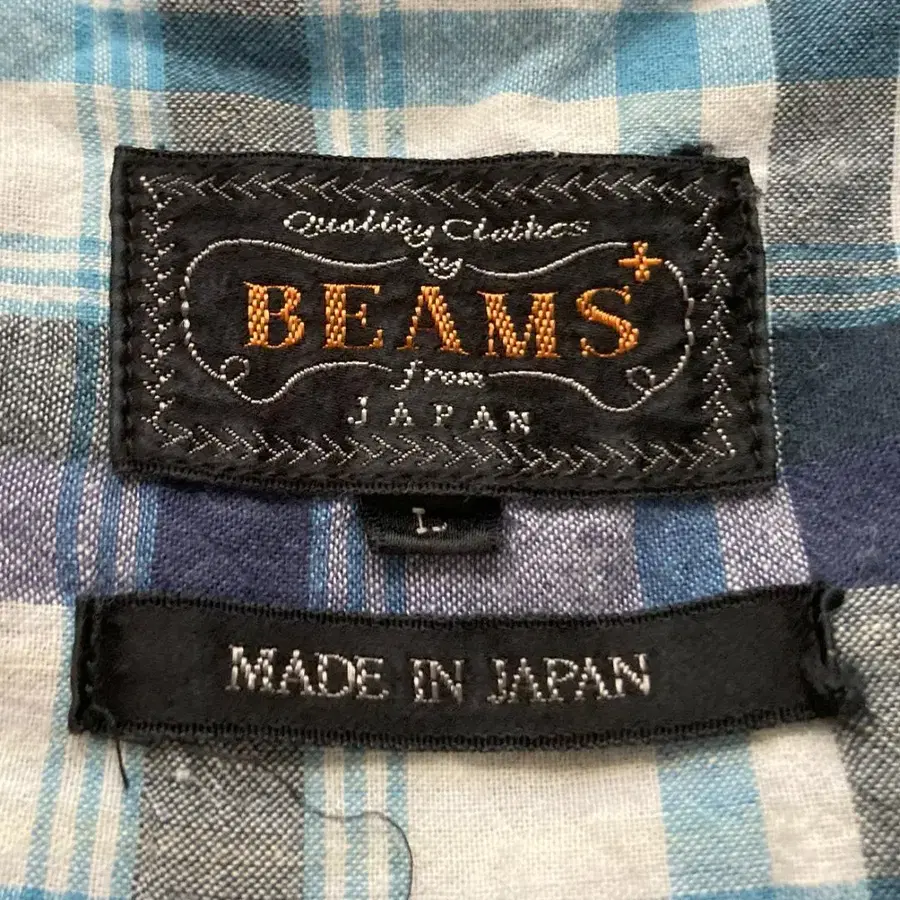 Quality Clothes
by
BEAMS+
from
JAPAN
L
MADE IN JAPAN